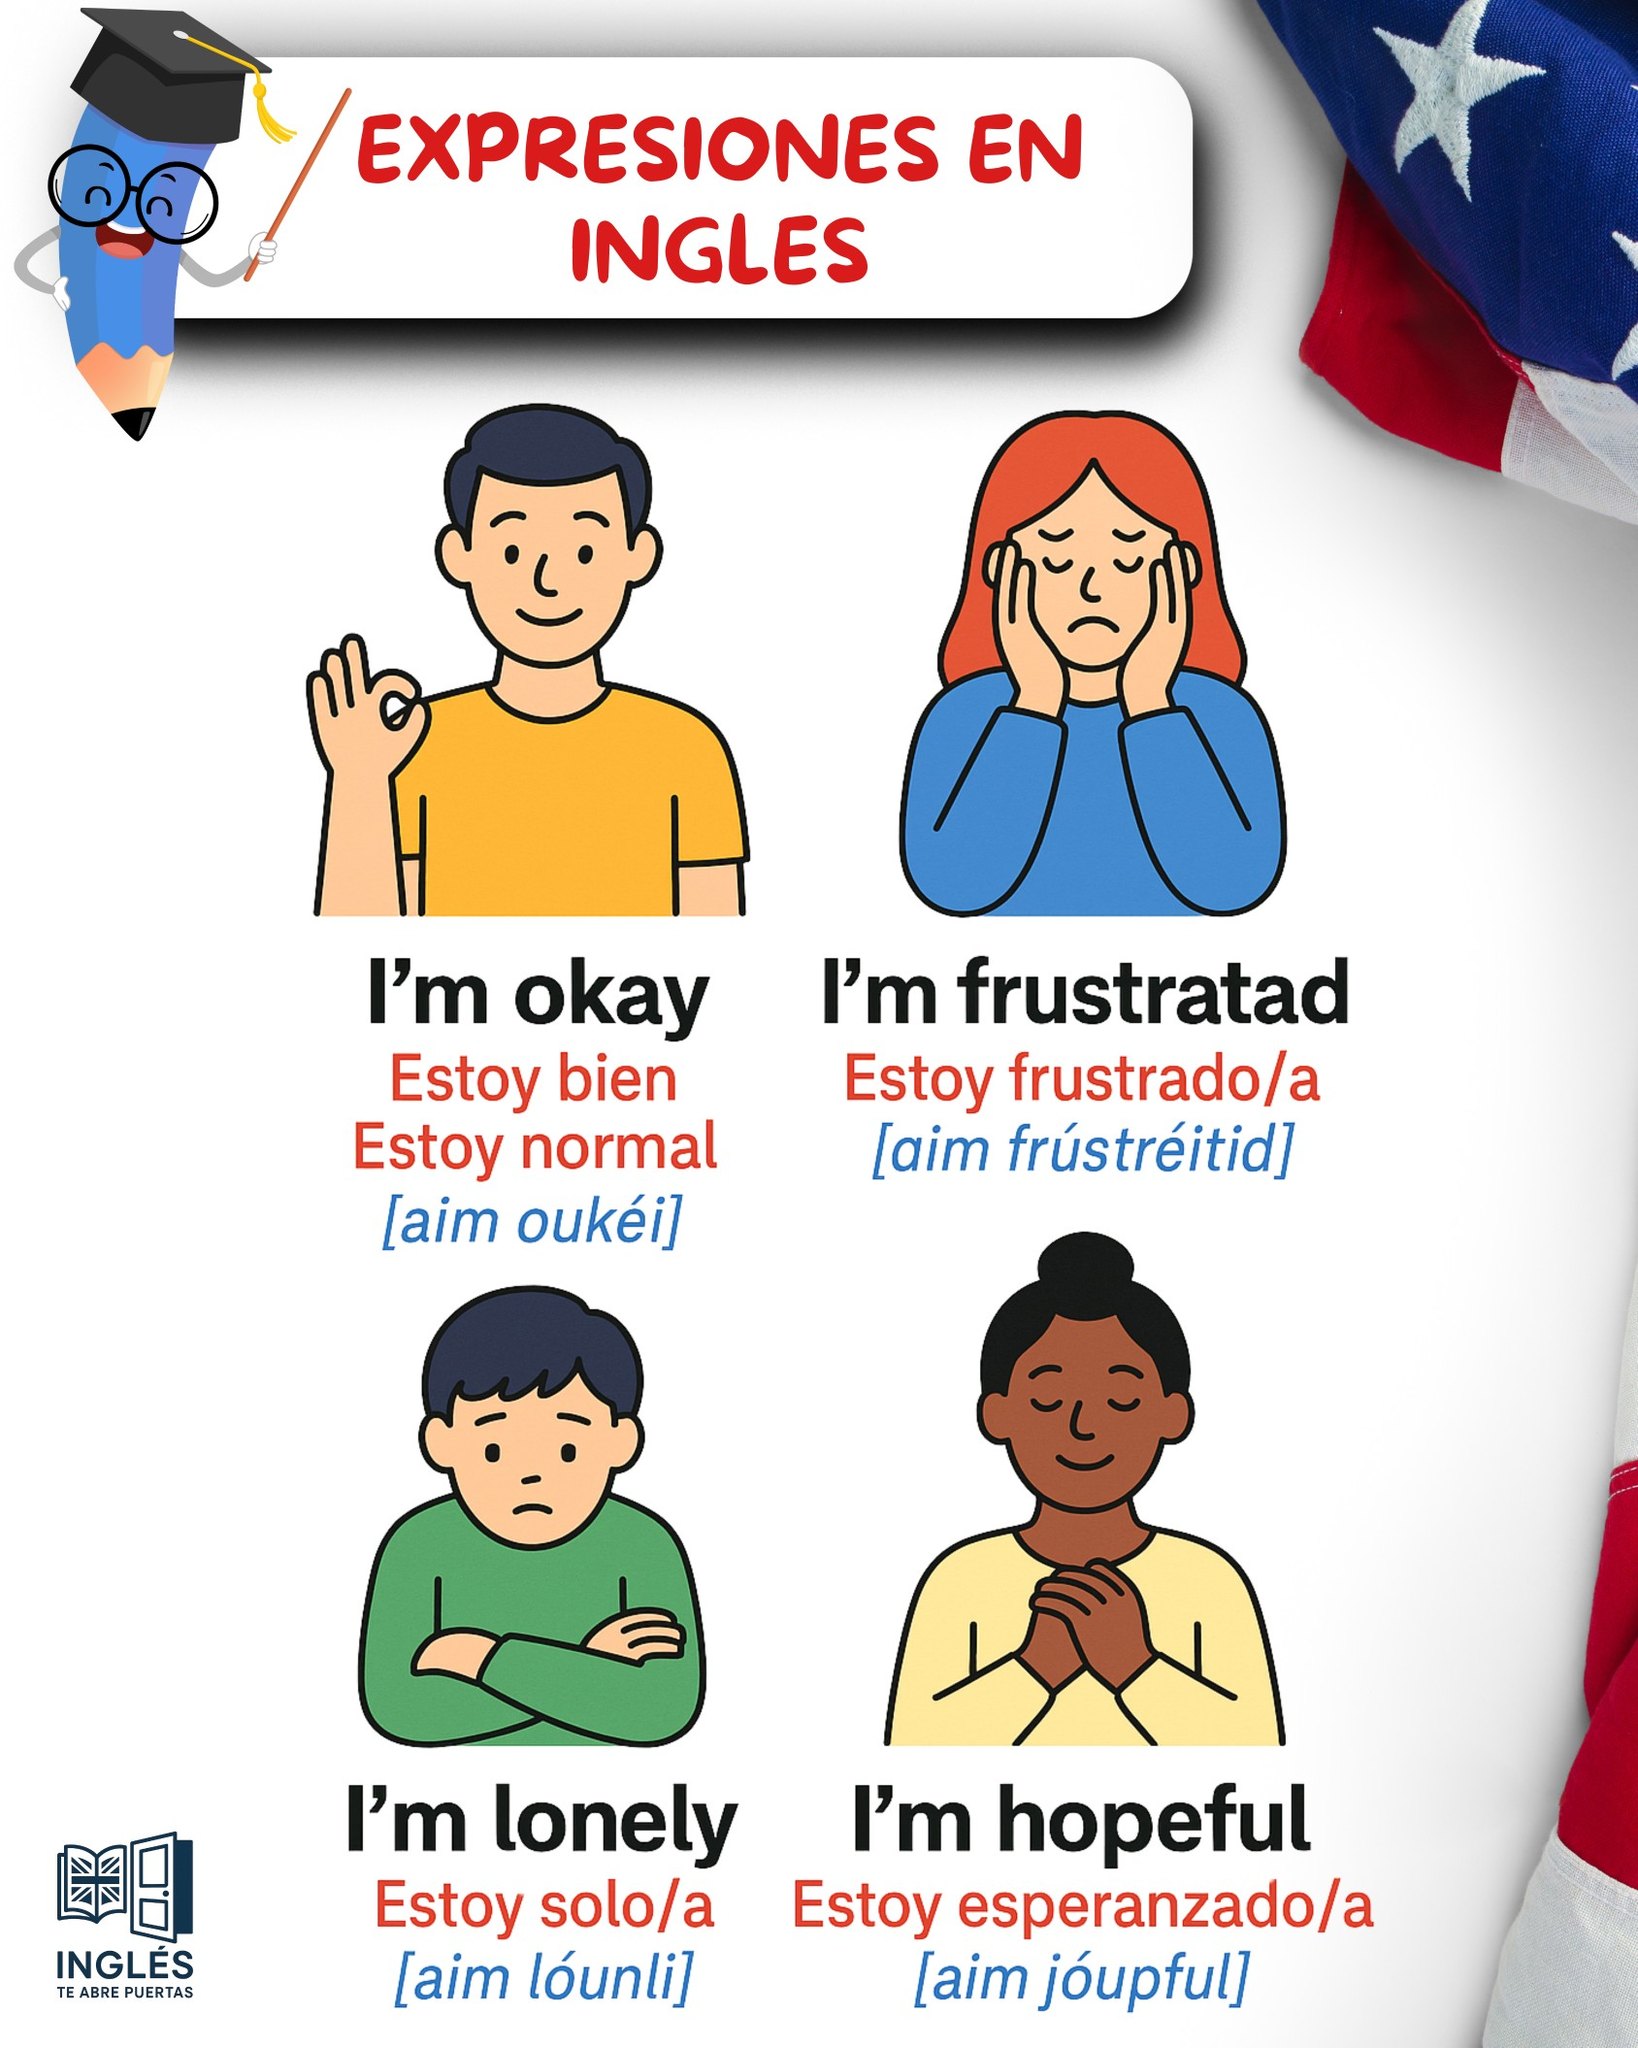 EXPRESIONES EN
INGLES
I'm okay
Estoy bien
Estoy normal
[aim oukéi]
I'm frustratad
Estoy frustrado/a
[aim frústréitid]
I'm lonely
Estoy solo/a
[aim lóunli]
I'm hopeful
Estoy esperanzado/a
[aim jóupful]
INGLÉS
TE ABRE PUERTAS